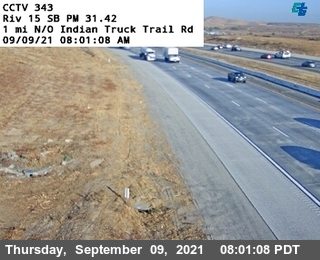 CCTV 343
Riv 15 SB PM 31.42
1 mi N/O Indian Truck Trail Rd
09/09/21 08:01:08 AM
Thursday, September 09, 2021 08:01:08 PDT